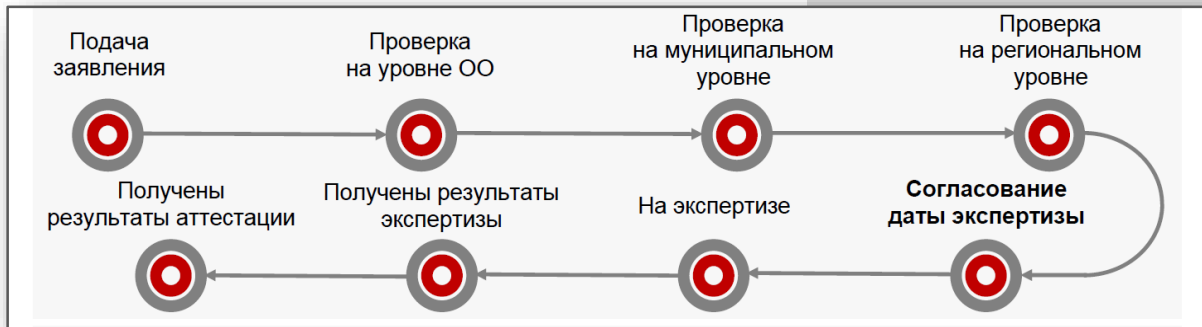 Подача
заявления
Проверка
на уровне ОО
Проверка
на муниципальном
уровне
Проверка
на региональном
уровне
Согласование
даты экспертизы
На экспертизе
Получены результаты
экспертизы
Получены
результаты аттестации